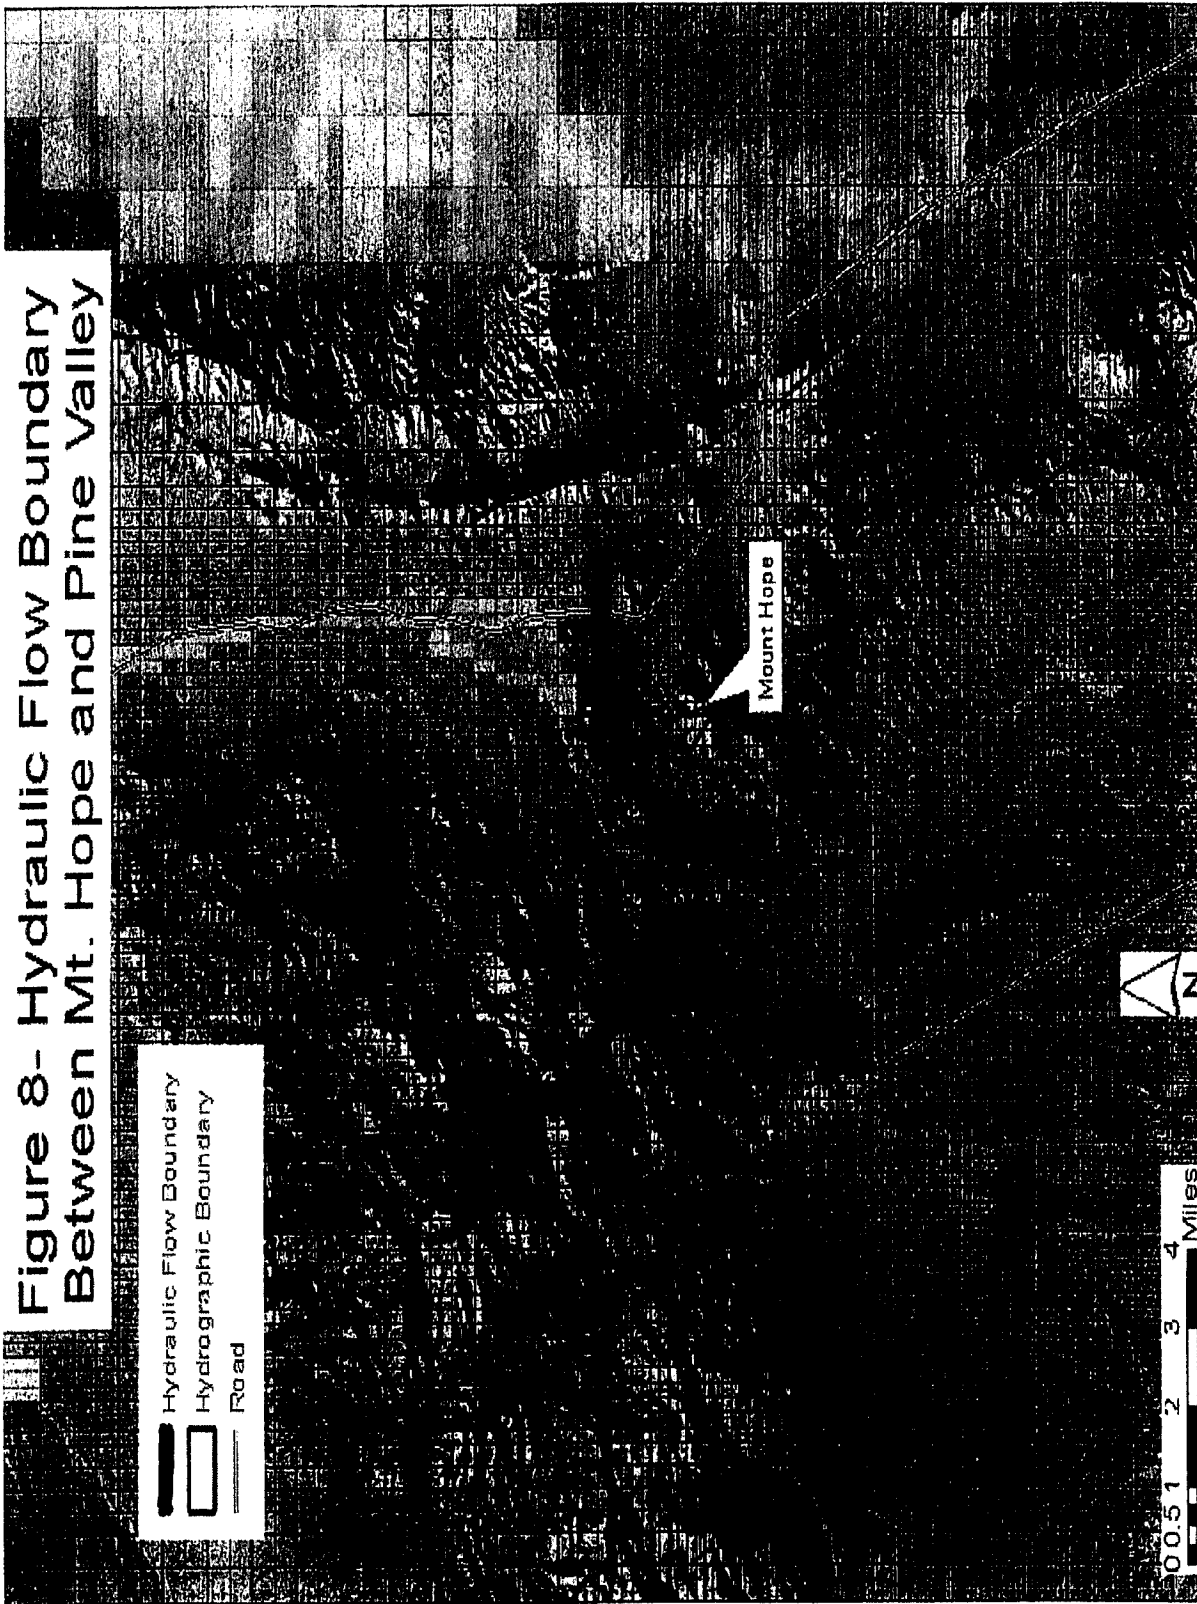 Figure 8- Hydraulic Flow Boundary
Between Mt. Hope and Pine Valley
Hydraulic Flow Boundary
Hydrographic Boundary
Road
Mount Hope
0 0.5 1 2 3 4
Miles
N